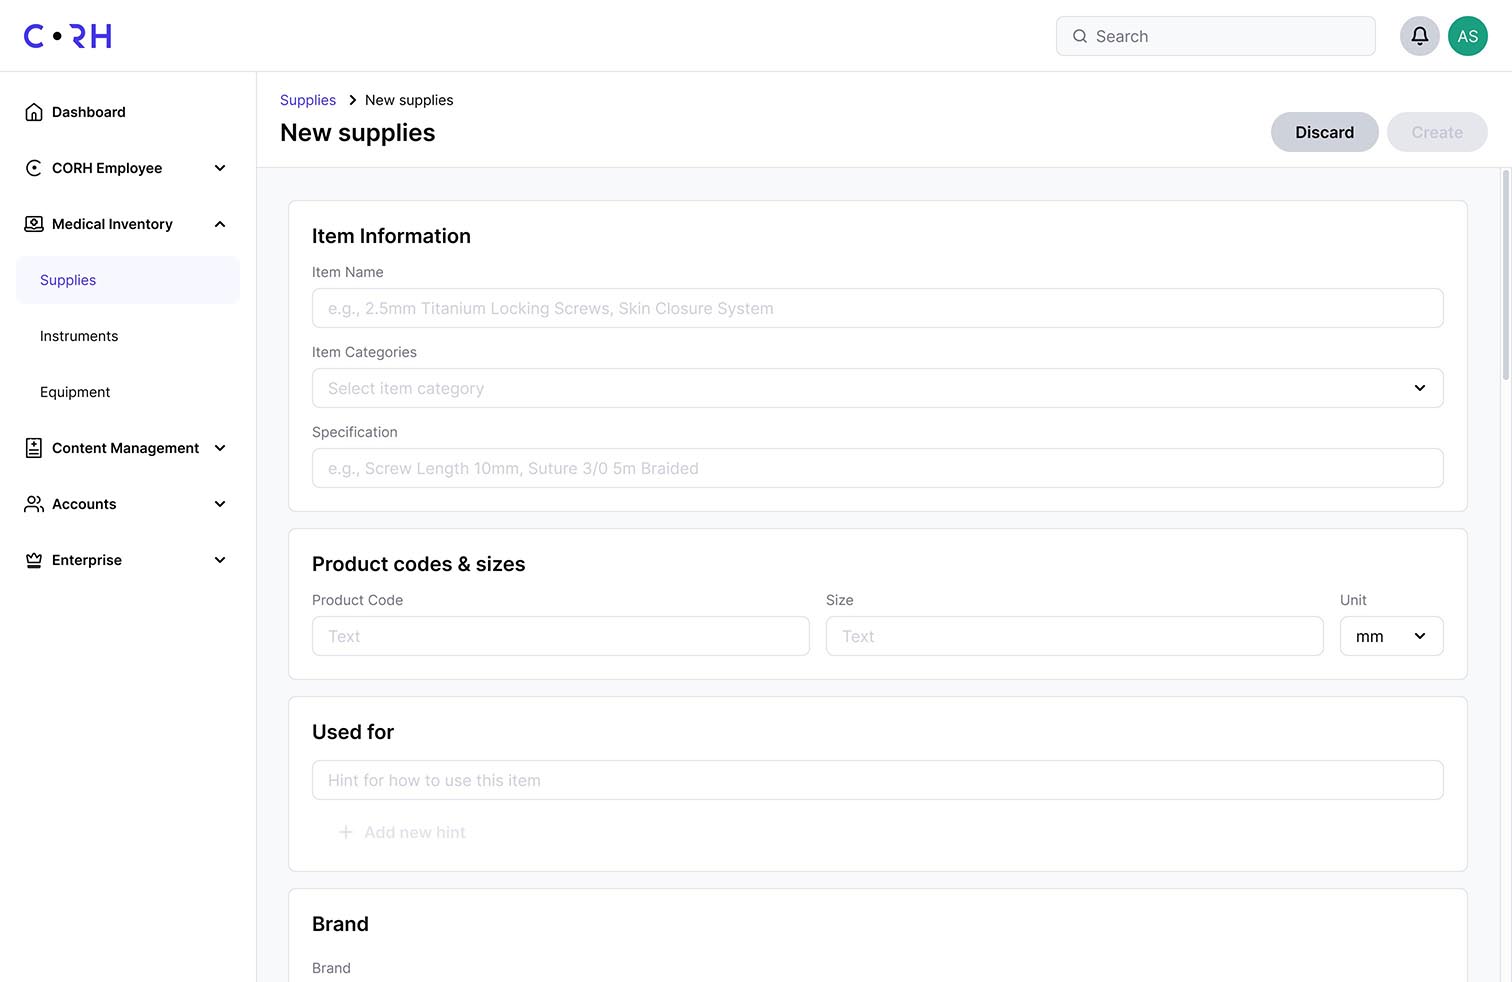 C•RH
Search
AS
Dashboard
CORH Employee
Medical Inventory
Supplies
Instruments
Equipment
Content Management
Accounts
Enterprise
Supplies > New supplies
New supplies
Discard
Create
Item Information
Item Name
e.g., 2.5mm Titanium Locking Screws, Skin Closure System
Item Categories
Select item category
Specification
e.g., Screw Length 10mm, Suture 3/0 5m Braided
Product codes & sizes
Product Code Size Unit
Text Text mm
Used for
Hint for how to use this item
+ Add new hint
Brand
Brand